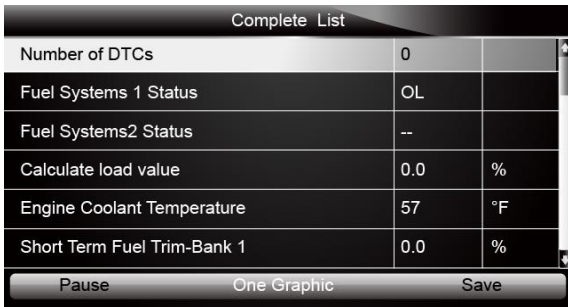 Complete List
Number of DTCs 0
Fuel Systems 1 Status OL
Fuel Systems2 Status --
Calculate load value 0.0 %
Engine Coolant Temperature 57 °F
Short Term Fuel Trim-Bank 1 0.0 %
Pause One Graphic Save